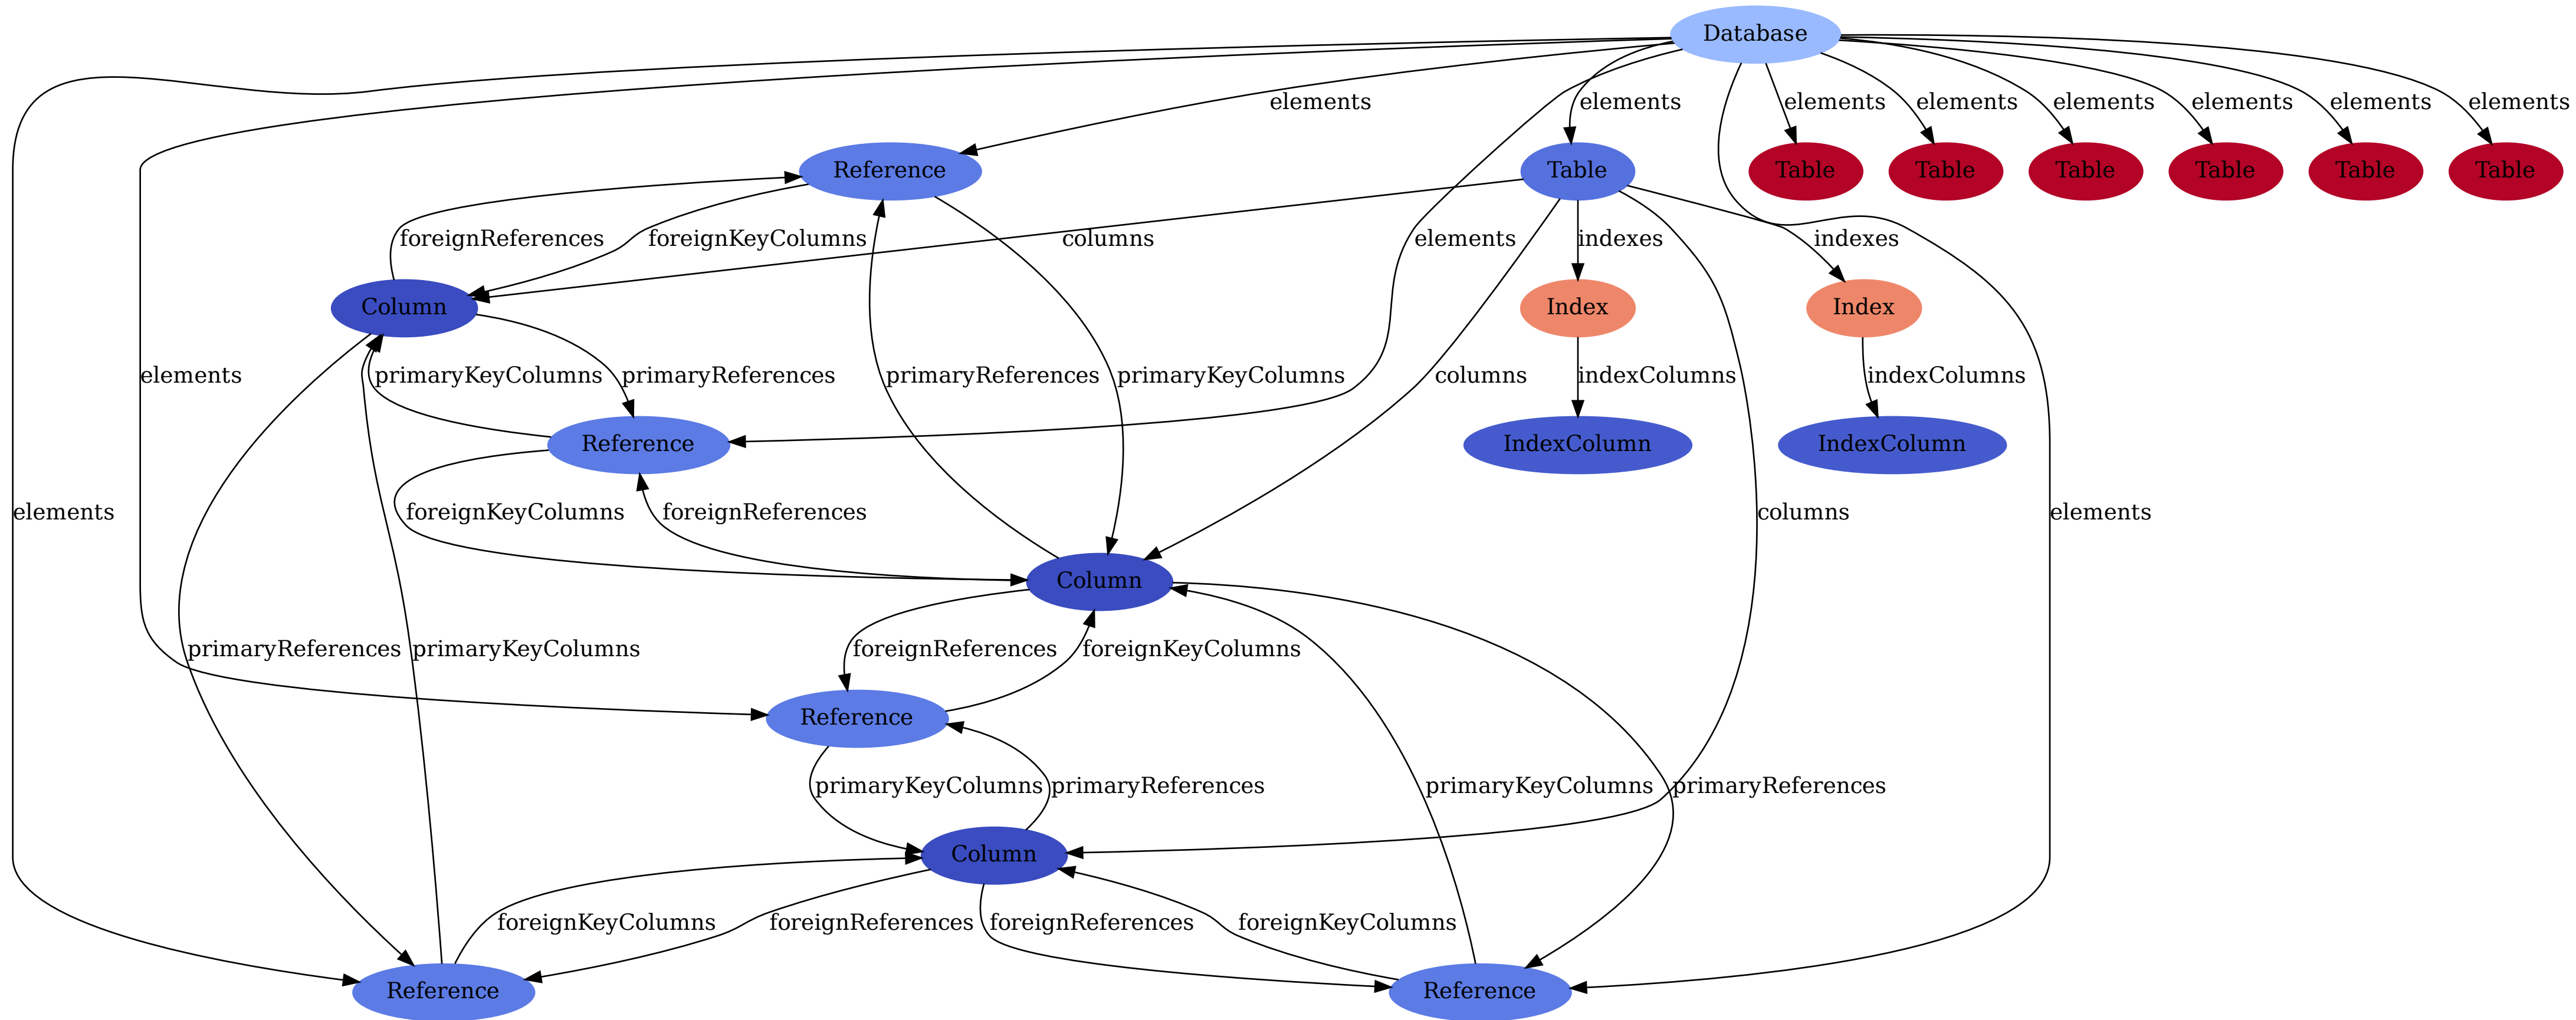 Database
elements
elements
elements
elements
elements
elements
elements
elements
Reference
Table
Table
Table
Table
Table
Table
Table
foreignReferences
foreignKeyColumns
columns
elements
indexes
indexes
Column
Index
Index
elements
primaryKeyColumns
primaryReferences
primaryReferences
primaryKeyColumns
columns
indexColumns
indexColumns
Reference
IndexColumn
IndexColumn
elements
foreignKeyColumns
foreignReferences
columns
elements
Column
primaryReferences
primaryKeyColumns
foreignReferences
foreignKeyColumns
Reference
primaryKeyColumns
primaryReferences
primaryKeyColumns
primaryReferences
Column
foreignKeyColumns
foreignReferences
foreignReferences
foreignKeyColumns
Reference
Reference